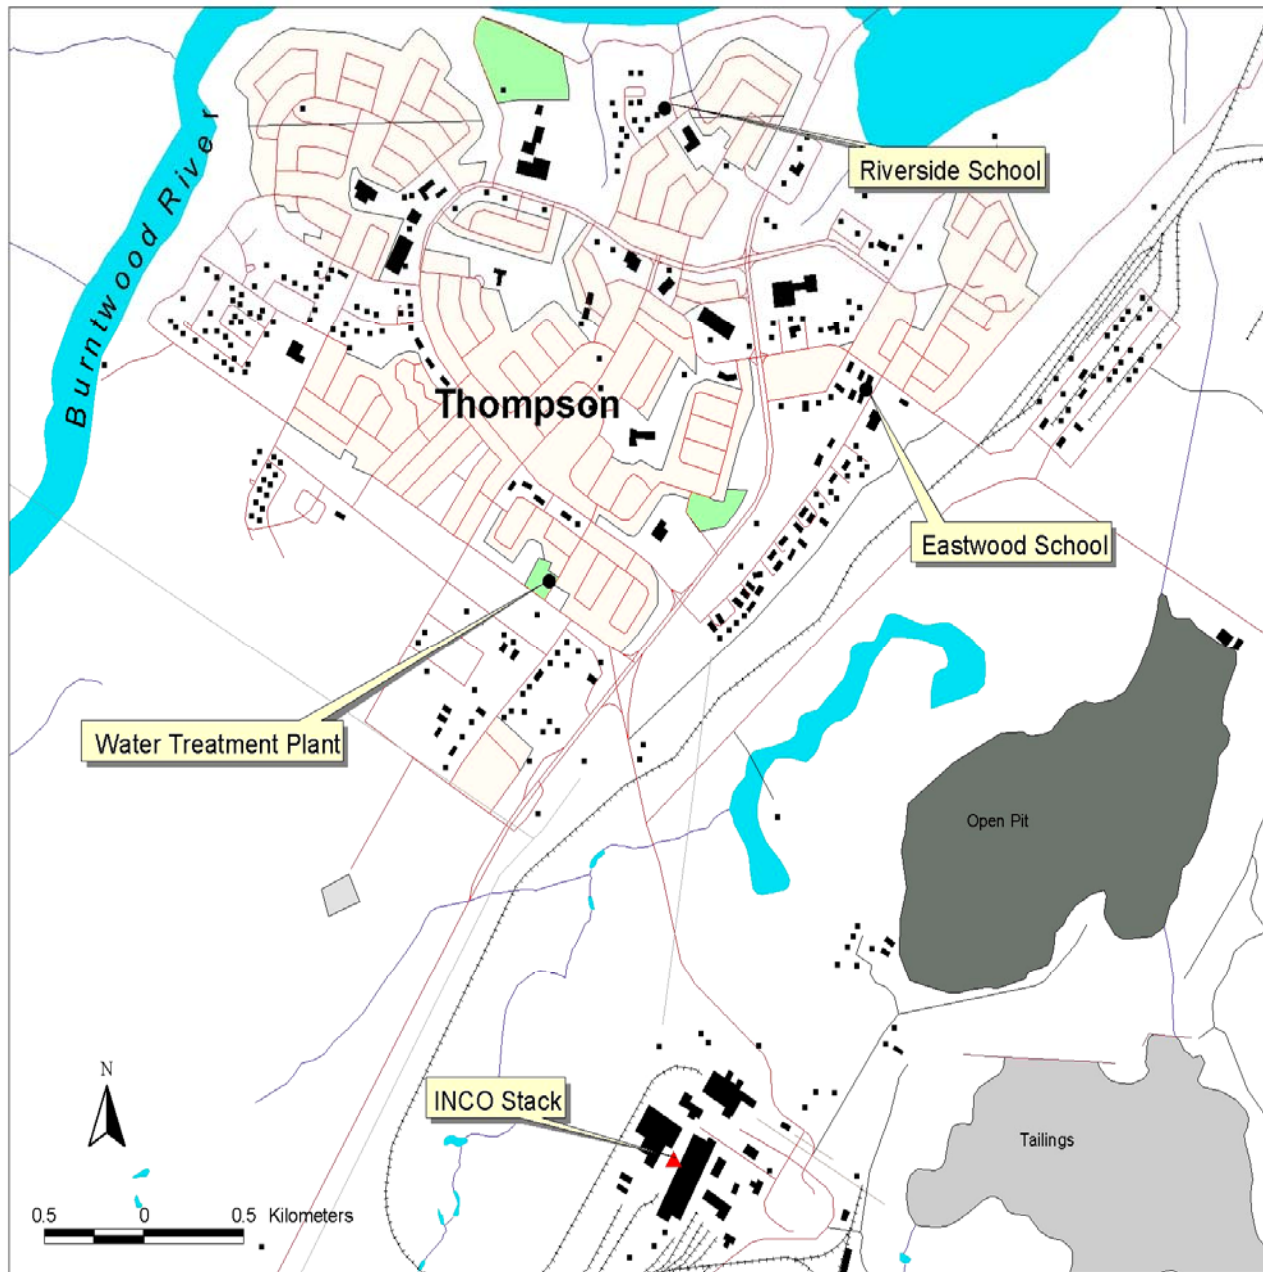 Riverside School
Burntwood River
Thompson
Eastwood School
Water Treatment Plant
Open Pit
N
INCO Stack
Tailings
0.5 0 0.5 Kilometers